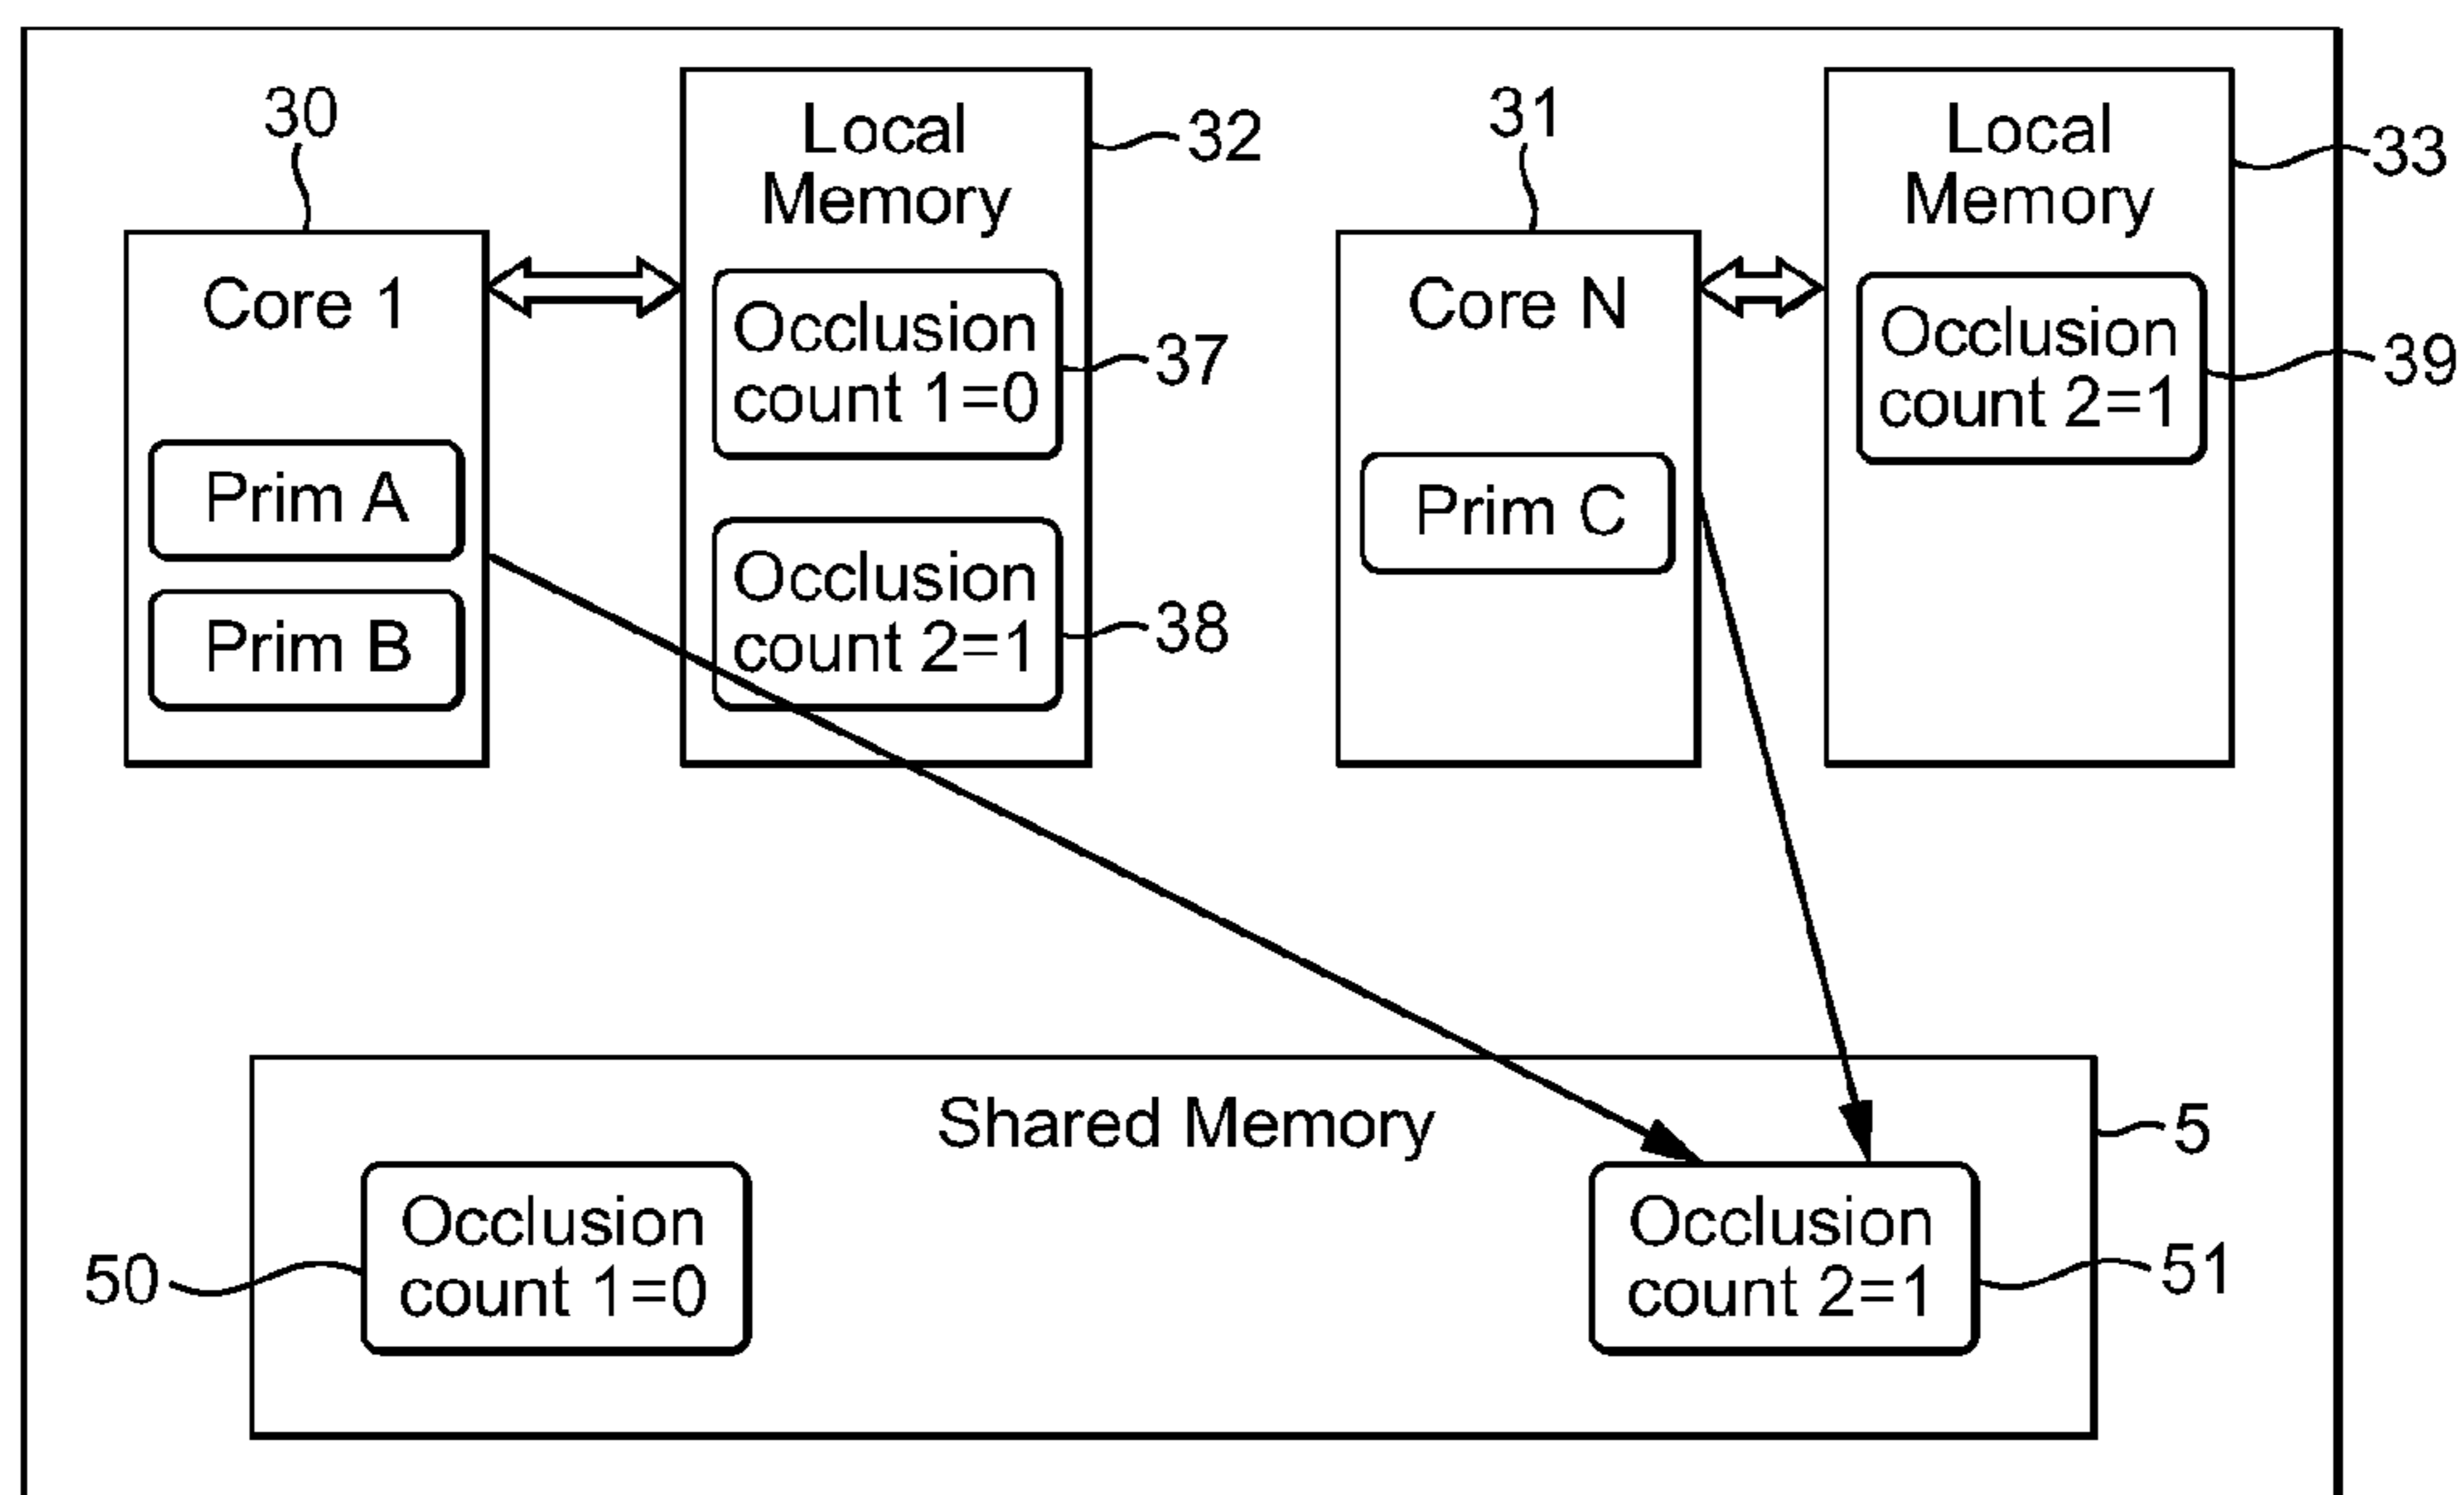 30
Core 1
Prim A
Prim B
Local
Memory
32
Occlusion
count 1=0
37
Occlusion
count 2=1
38
31
Core N
Prim C
Local
Memory
33
Occlusion
count 2=1
39
Shared Memory
5
50
Occlusion
count 1=0
Occlusion
count 2=1
51